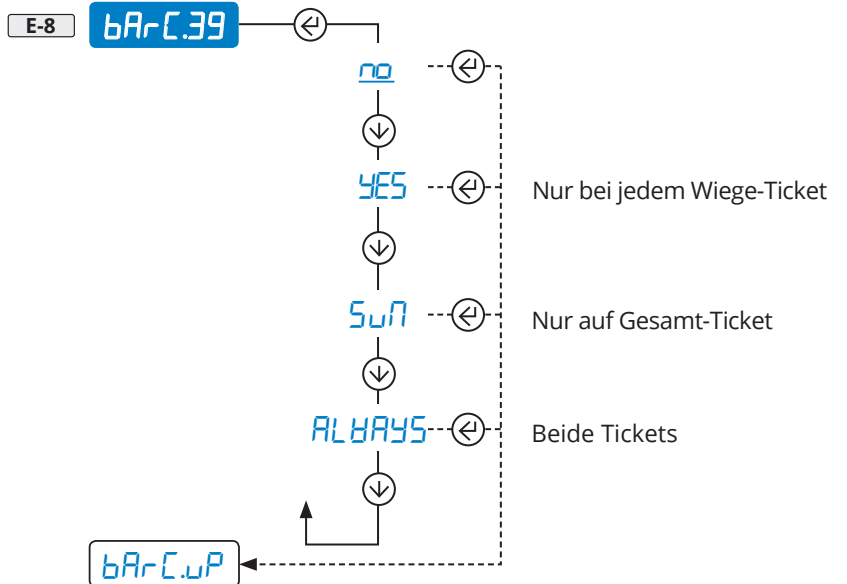 E-8 bArC.39
no
YES
Nur bei jedem Wiege-Ticket
SuM
Nur auf Gesamt-Ticket
ALWAYS
Beide Tickets
bArC.uP